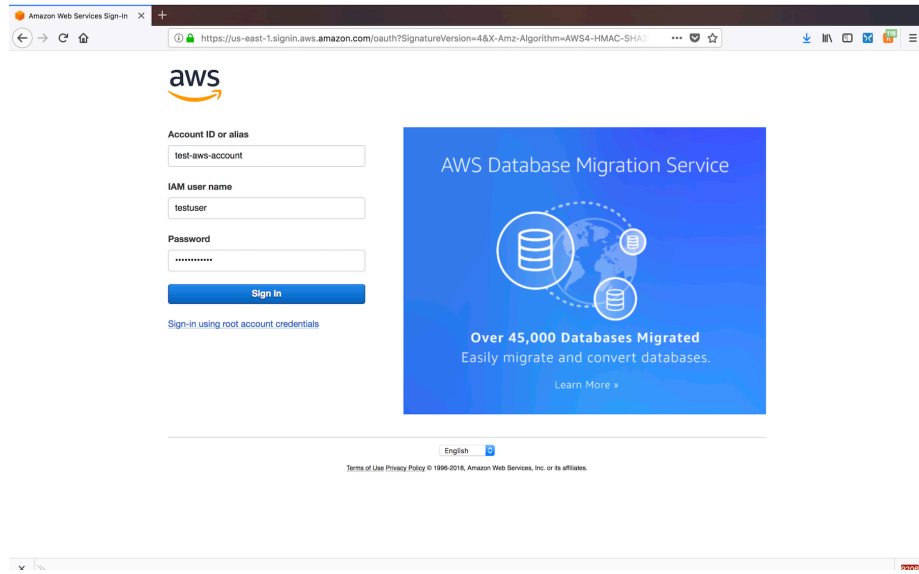 Amazon Web Services Sign-In
https://us-east-1.signin.aws.amazon.com/oauth?SignatureVersion=4&X-Amz-Algorithm=AWS4-HMAC-SHA2
aws
Account ID or alias
test-aws-account
IAM user name
testuser
Password
••••••••••••
Sign In
Sign-in using root account credentials
AWS Database Migration Service
Over 45,000 Databases Migrated
Easily migrate and convert databases.
Learn More »
English
Terms of Use Privacy Policy © 1996-2018, Amazon Web Services, Inc. or its affiliates.